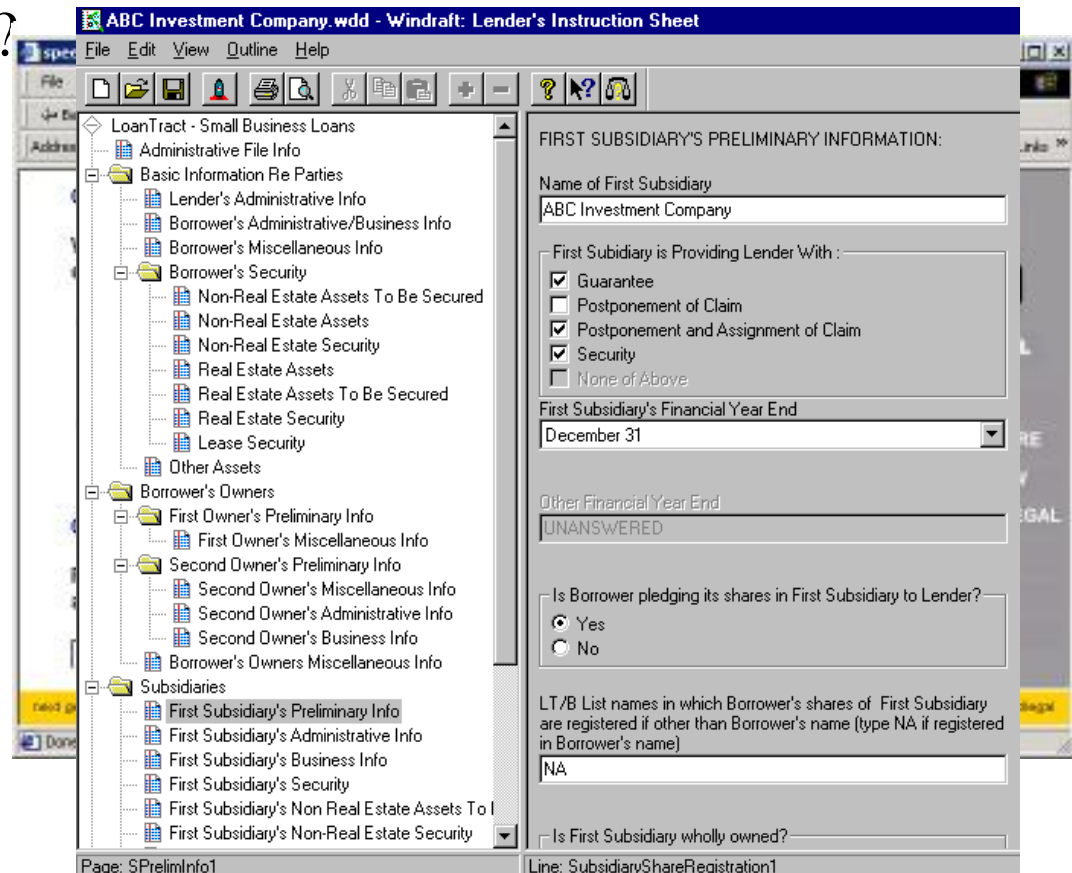 ?
ABC Investment Company.wdd - Windraft: Lender's Instruction Sheet
File Edit View Outline Help
LoanTract - Small Business Loans
Administrative File Info
Basic Information Re Parties
Lender's Administrative Info
Borrower's Administrative/Business Info
Borrower's Miscellaneous Info
Borrower's Security
Non-Real Estate Assets To Be Secured
Non-Real Estate Assets
Non-Real Estate Security
Real Estate Assets
Real Estate Assets To Be Secured
Real Estate Security
Lease Security
Other Assets
Borrower's Owners
First Owner's Preliminary Info
First Owner's Miscellaneous Info
Second Owner's Preliminary Info
Second Owner's Miscellaneous Info
Second Owner's Administrative Info
Second Owner's Business Info
Borrower's Owners Miscellaneous Info
Subsidiaries
First Subsidiary's Preliminary Info
First Subsidiary's Administrative Info
First Subsidiary's Business Info
First Subsidiary's Security
First Subsidiary's Non Real Estate Assets To
First Subsidiary's Non-Real Estate Security
Page: SPrelimInfo1
FIRST SUBSIDIARY'S PRELIMINARY INFORMATION:
Name of First Subsidiary
ABC Investment Company
First Subidiary is Providing Lender With :
Guarantee
Postponement of Claim
Postponement and Assignment of Claim
Security
None of Above
First Subsidiary's Financial Year End
December 31
Other Financial Year End
UNANSWERED
Is Borrower pledging its shares in First Subsidiary to Lender?
Yes
No
LT/B List names in which Borrower's shares of First Subsidiary
are registered if other than Borrower's name (type NA if registered
in Borrower's name)
NA
Is First Subsidiary wholly owned?
Line: SubsidiaryShareRegistration1
File
Address
Done
Links